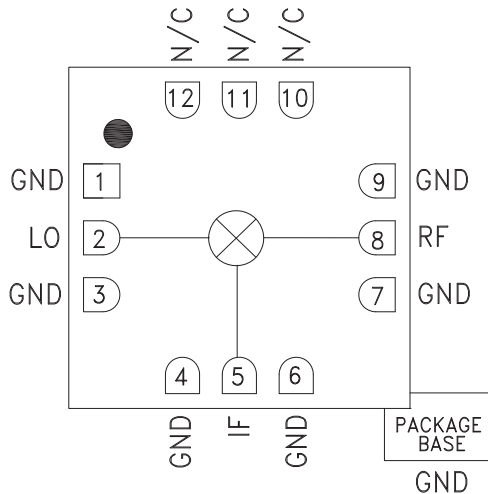 N/C N/C N/C
12 11 10
GND 1 9 GND
LO 2 8 RF
GND 3 7 GND
4 5 6
GND IF GND
PACKAGE
BASE
GND